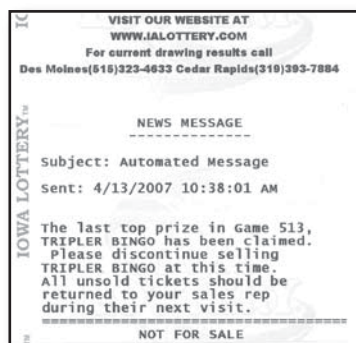 VISIT OUR WEBSITE AT
WWW.IALOTTERY.COM
For current drawing results call
Des Moines(515)323-4633 Cedar Rapids(319)393-7884
IOWA LOTTERY™
NEWS MESSAGE
--------------
Subject: Automated Message
Sent: 4/13/2007 10:38:01 AM
The last top prize in Game 513,
TRIPLER BINGO has been claimed.
Please discontinue selling
TRIPLER BINGO at this time.
All unsold tickets should be
returned to your sales rep
during their next visit.
===================================
NOT FOR SALE